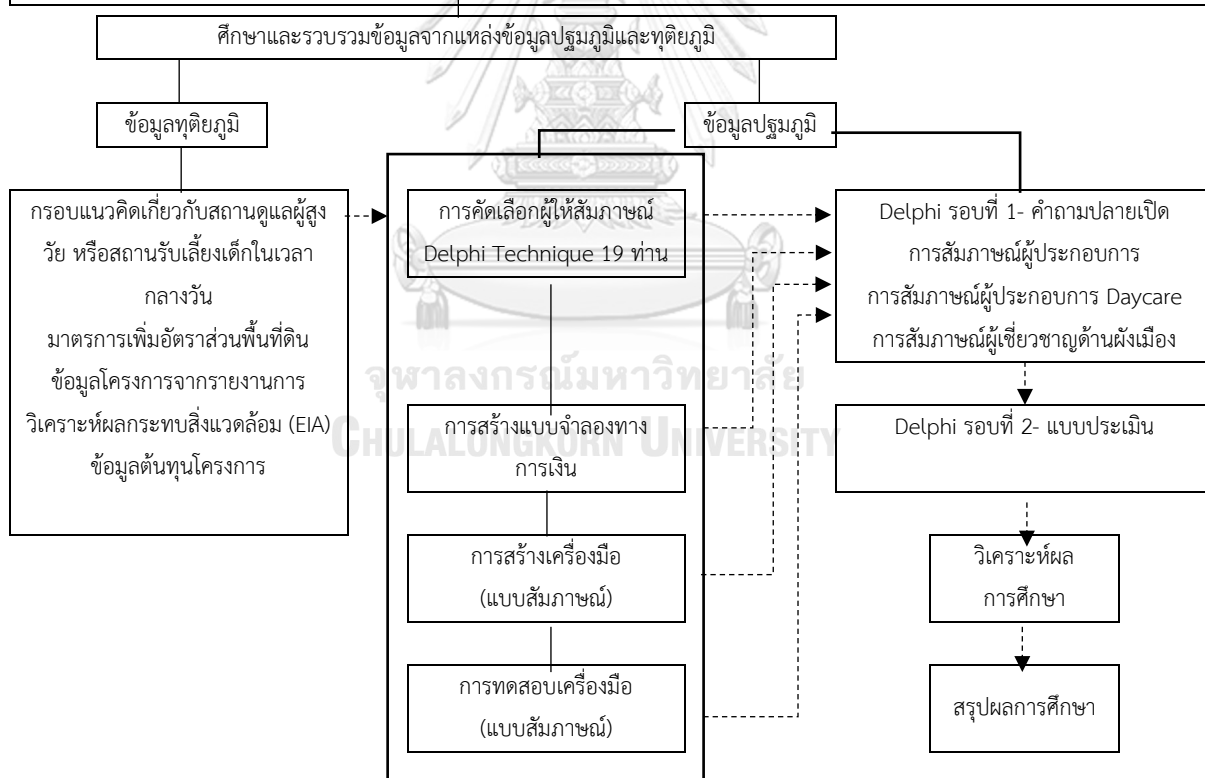 ศึกษาและรวบรวมข้อมูลจากแหล่งข้อมูลปฐมภูมิและทุติยภูมิ
ข้อมูลทุติยภูมิ
ข้อมูลปฐมภูมิ
กรอบแนวคิดเกี่ยวกับสถานดูแลผู้สูง
วัย หรือสถานรับเลี้ยงเด็กในเวลา
กลางวัน
มาตรการเพิ่มอัตราส่วนพื้นที่ดิน
ข้อมูลโครงการจากรายงานการ
วิเคราะห์ผลกระทบสิ่งแวดล้อม (EIA)
ข้อมูลต้นทุนโครงการ
การคัดเลือกผู้ให้สัมภาษณ์
Delphi Technique 19 ท่าน
การสร้างแบบจำลองทาง
การเงิน
การสร้างเครื่องมือ
(แบบสัมภาษณ์)
การทดสอบเครื่องมือ
(แบบสัมภาษณ์)
Delphi รอบที่ 1- คำถามปลายเปิด
การสัมภาษณ์ผู้ประกอบการ
การสัมภาษณ์ผู้ประกอบการ Daycare
การสัมภาษณ์ผู้เชี่ยวชาญด้านผังเมือง
Delphi รอบที่ 2- แบบประเมิน
วิเคราะห์ผล
การศึกษา
สรุปผลการศึกษา
จุฬาลงกรณ์มหาวิทยาลัย
CHULALONGKORN UNIVERSITY